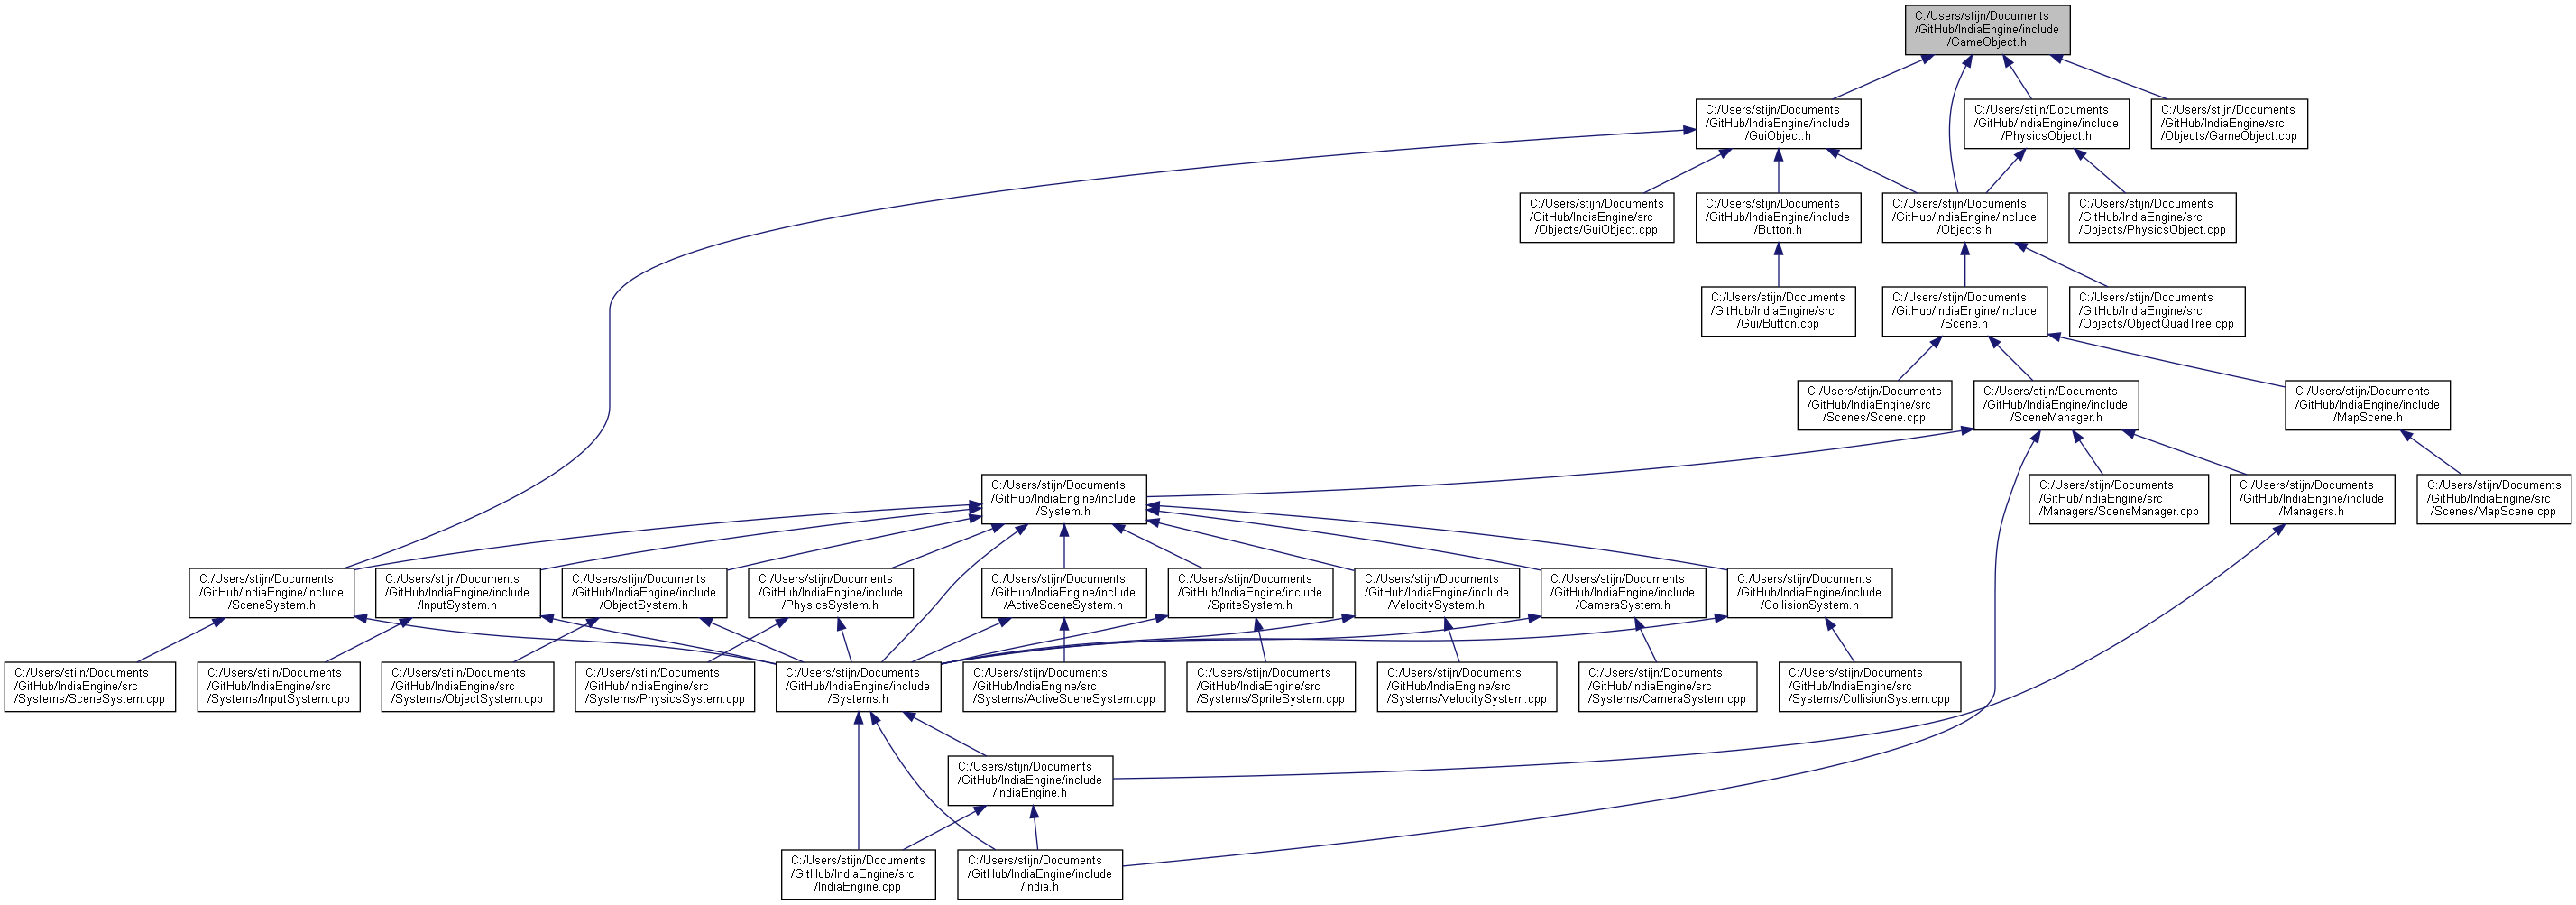 C:/Users/stijn/Documents
/GitHub/IndiaEngine/include
/GameObject.h
C:/Users/stijn/Documents
/GitHub/IndiaEngine/include
/GuiObject.h
C:/Users/stijn/Documents
/GitHub/IndiaEngine/include
/PhysicsObject.h
C:/Users/stijn/Documents
/GitHub/IndiaEngine/src
/Objects/GameObject.cpp
C:/Users/stijn/Documents
/GitHub/IndiaEngine/src
/Objects/GuiObject.cpp
C:/Users/stijn/Documents
/GitHub/IndiaEngine/include
/Button.h
C:/Users/stijn/Documents
/GitHub/IndiaEngine/include
/Objects.h
C:/Users/stijn/Documents
/GitHub/IndiaEngine/src
/Objects/PhysicsObject.cpp
C:/Users/stijn/Documents
/GitHub/IndiaEngine/src
/Gui/Button.cpp
C:/Users/stijn/Documents
/GitHub/IndiaEngine/include
/Scene.h
C:/Users/stijn/Documents
/GitHub/IndiaEngine/src
/Objects/ObjectQuadTree.cpp
C:/Users/stijn/Documents
/GitHub/IndiaEngine/src
/Scenes/Scene.cpp
C:/Users/stijn/Documents
/GitHub/IndiaEngine/include
/SceneManager.h
C:/Users/stijn/Documents
/GitHub/IndiaEngine/include
/MapScene.h
C:/Users/stijn/Documents
/GitHub/IndiaEngine/include
/System.h
C:/Users/stijn/Documents
/GitHub/IndiaEngine/src
/Managers/SceneManager.cpp
C:/Users/stijn/Documents
/GitHub/IndiaEngine/include
/Managers.h
C:/Users/stijn/Documents
/GitHub/IndiaEngine/src
/Scenes/MapScene.cpp
C:/Users/stijn/Documents
/GitHub/IndiaEngine/include
/SceneSystem.h
C:/Users/stijn/Documents
/GitHub/IndiaEngine/include
/InputSystem.h
C:/Users/stijn/Documents
/GitHub/IndiaEngine/include
/ObjectSystem.h
C:/Users/stijn/Documents
/GitHub/IndiaEngine/include
/PhysicsSystem.h
C:/Users/stijn/Documents
/GitHub/IndiaEngine/include
/ActiveSceneSystem.h
C:/Users/stijn/Documents
/GitHub/IndiaEngine/include
/SpriteSystem.h
C:/Users/stijn/Documents
/GitHub/IndiaEngine/include
/VelocitySystem.h
C:/Users/stijn/Documents
/GitHub/IndiaEngine/include
/CameraSystem.h
C:/Users/stijn/Documents
/GitHub/IndiaEngine/include
/CollisionSystem.h
C:/Users/stijn/Documents
/GitHub/IndiaEngine/src
/Systems/SceneSystem.cpp
C:/Users/stijn/Documents
/GitHub/IndiaEngine/src
/Systems/InputSystem.cpp
C:/Users/stijn/Documents
/GitHub/IndiaEngine/src
/Systems/ObjectSystem.cpp
C:/Users/stijn/Documents
/GitHub/IndiaEngine/src
/Systems/PhysicsSystem.cpp
C:/Users/stijn/Documents
/GitHub/IndiaEngine/include
/Systems.h
C:/Users/stijn/Documents
/GitHub/IndiaEngine/src
/Systems/ActiveSceneSystem.cpp
C:/Users/stijn/Documents
/GitHub/IndiaEngine/src
/Systems/SpriteSystem.cpp
C:/Users/stijn/Documents
/GitHub/IndiaEngine/src
/Systems/VelocitySystem.cpp
C:/Users/stijn/Documents
/GitHub/IndiaEngine/src
/Systems/CameraSystem.cpp
C:/Users/stijn/Documents
/GitHub/IndiaEngine/src
/Systems/CollisionSystem.cpp
C:/Users/stijn/Documents
/GitHub/IndiaEngine/include
/IndiaEngine.h
C:/Users/stijn/Documents
/GitHub/IndiaEngine/src
/IndiaEngine.cpp
C:/Users/stijn/Documents
/GitHub/IndiaEngine/include
/India.h